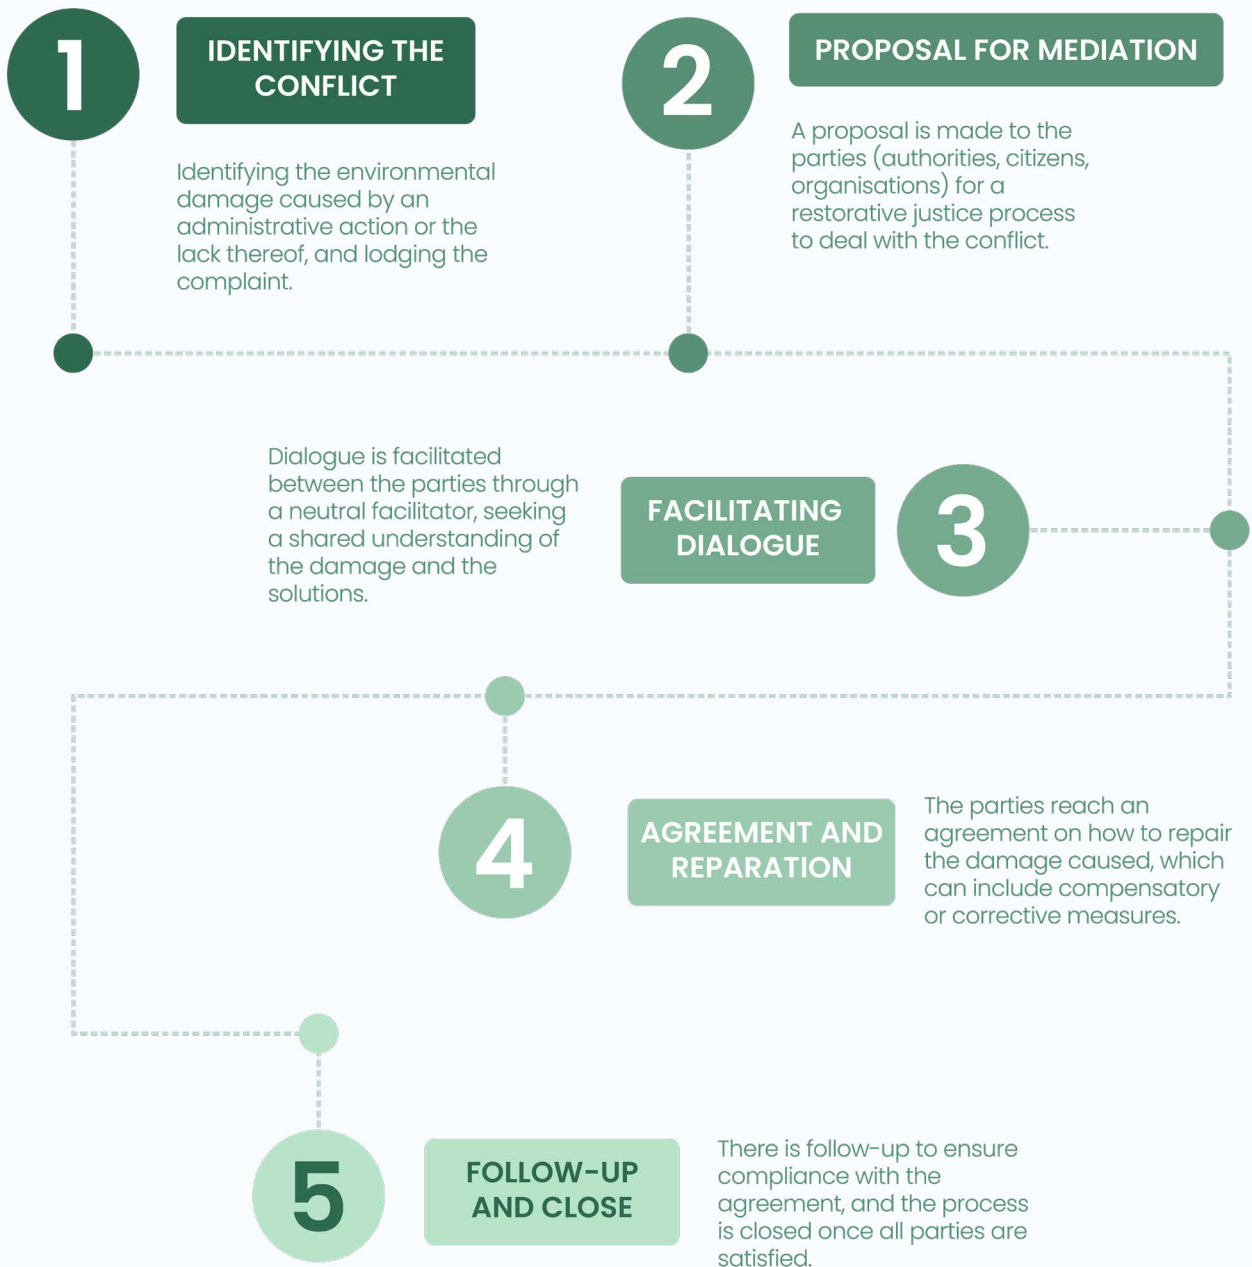 1
IDENTIFYING THE
CONFLICT
Identifying the environmental
damage caused by an
administrative action or the
lack thereof, and lodging the
complaint.
2
PROPOSAL FOR MEDIATION
A proposal is made to the
parties (authorities, citizens,
organisations) for a
restorative justice process
to deal with the conflict.
3
FACILITATING
DIALOGUE
Dialogue is facilitated
between the parties through
a neutral facilitator, seeking
a shared understanding of
the damage and the
solutions.
4
AGREEMENT AND
REPARATION
The parties reach an
agreement on how to repair
the damage caused, which
can include compensatory
or corrective measures.
5
FOLLOW-UP
AND CLOSE
There is follow-up to ensure
compliance with the
agreement, and the process
is closed once all parties are
satisfied.